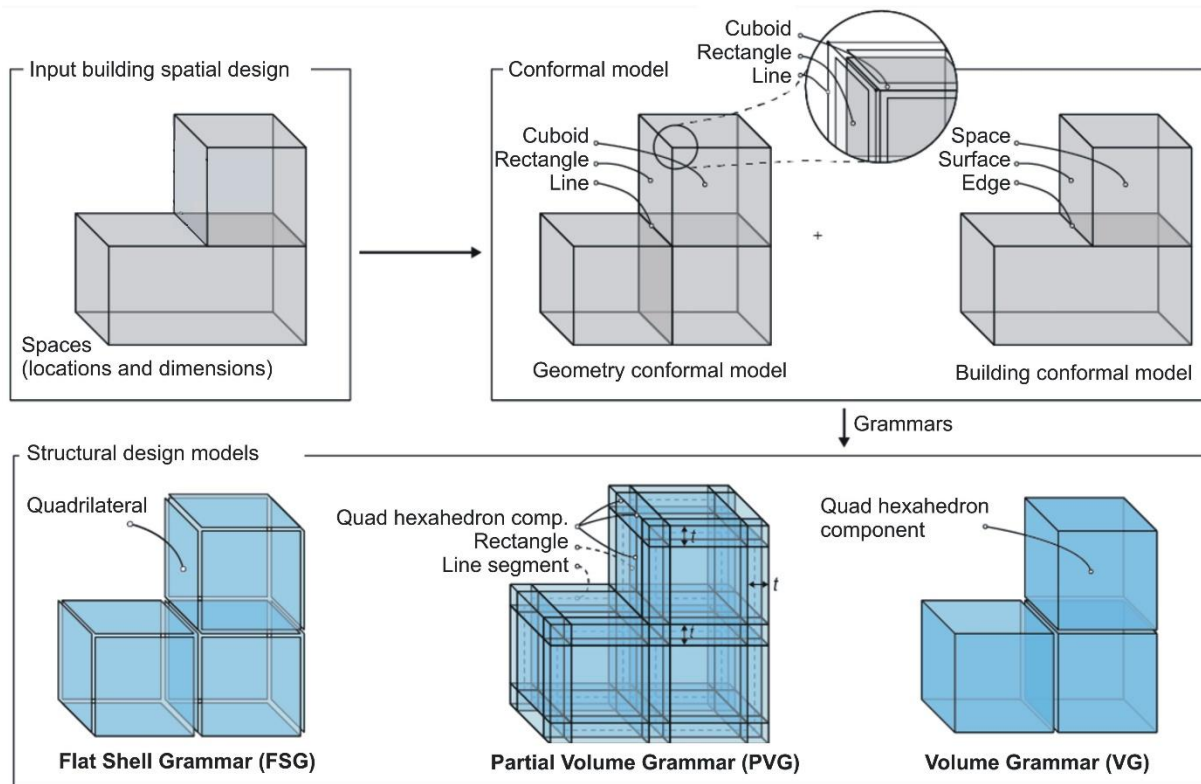 Input building spatial design
Spaces
(locations and dimensions)
Conformal model
Cuboid
Rectangle
Line
Cuboid
Rectangle
Line
Geometry conformal model
+
Space
Surface
Edge
Building conformal model
Grammars
Structural design models
Quadrilateral
Flat Shell Grammar (FSG)
Quad hexahedron comp.
Rectangle
Line segment
t
t
t
Partial Volume Grammar (PVG)
Quad hexahedron
component
Volume Grammar (VG)